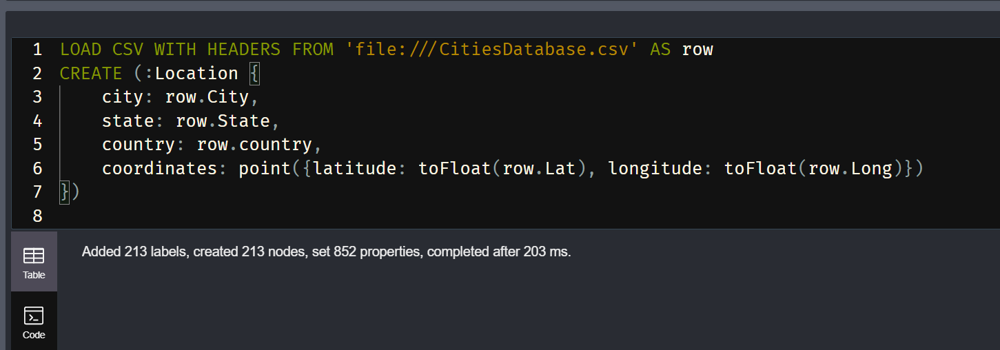 1 LOAD CSV WITH HEADERS FROM 'file:///CitiesDatabase.csv' AS row
2 CREATE (:Location {
3 city: row.City,
4 state: row.State,
5 country: row.country,
6 coordinates: point({latitude: toFloat(row.Lat), longitude: toFloat(row.Long)})
7 })
8
Added 213 labels, created 213 nodes, set 852 properties, completed after 203 ms.
Table
Code